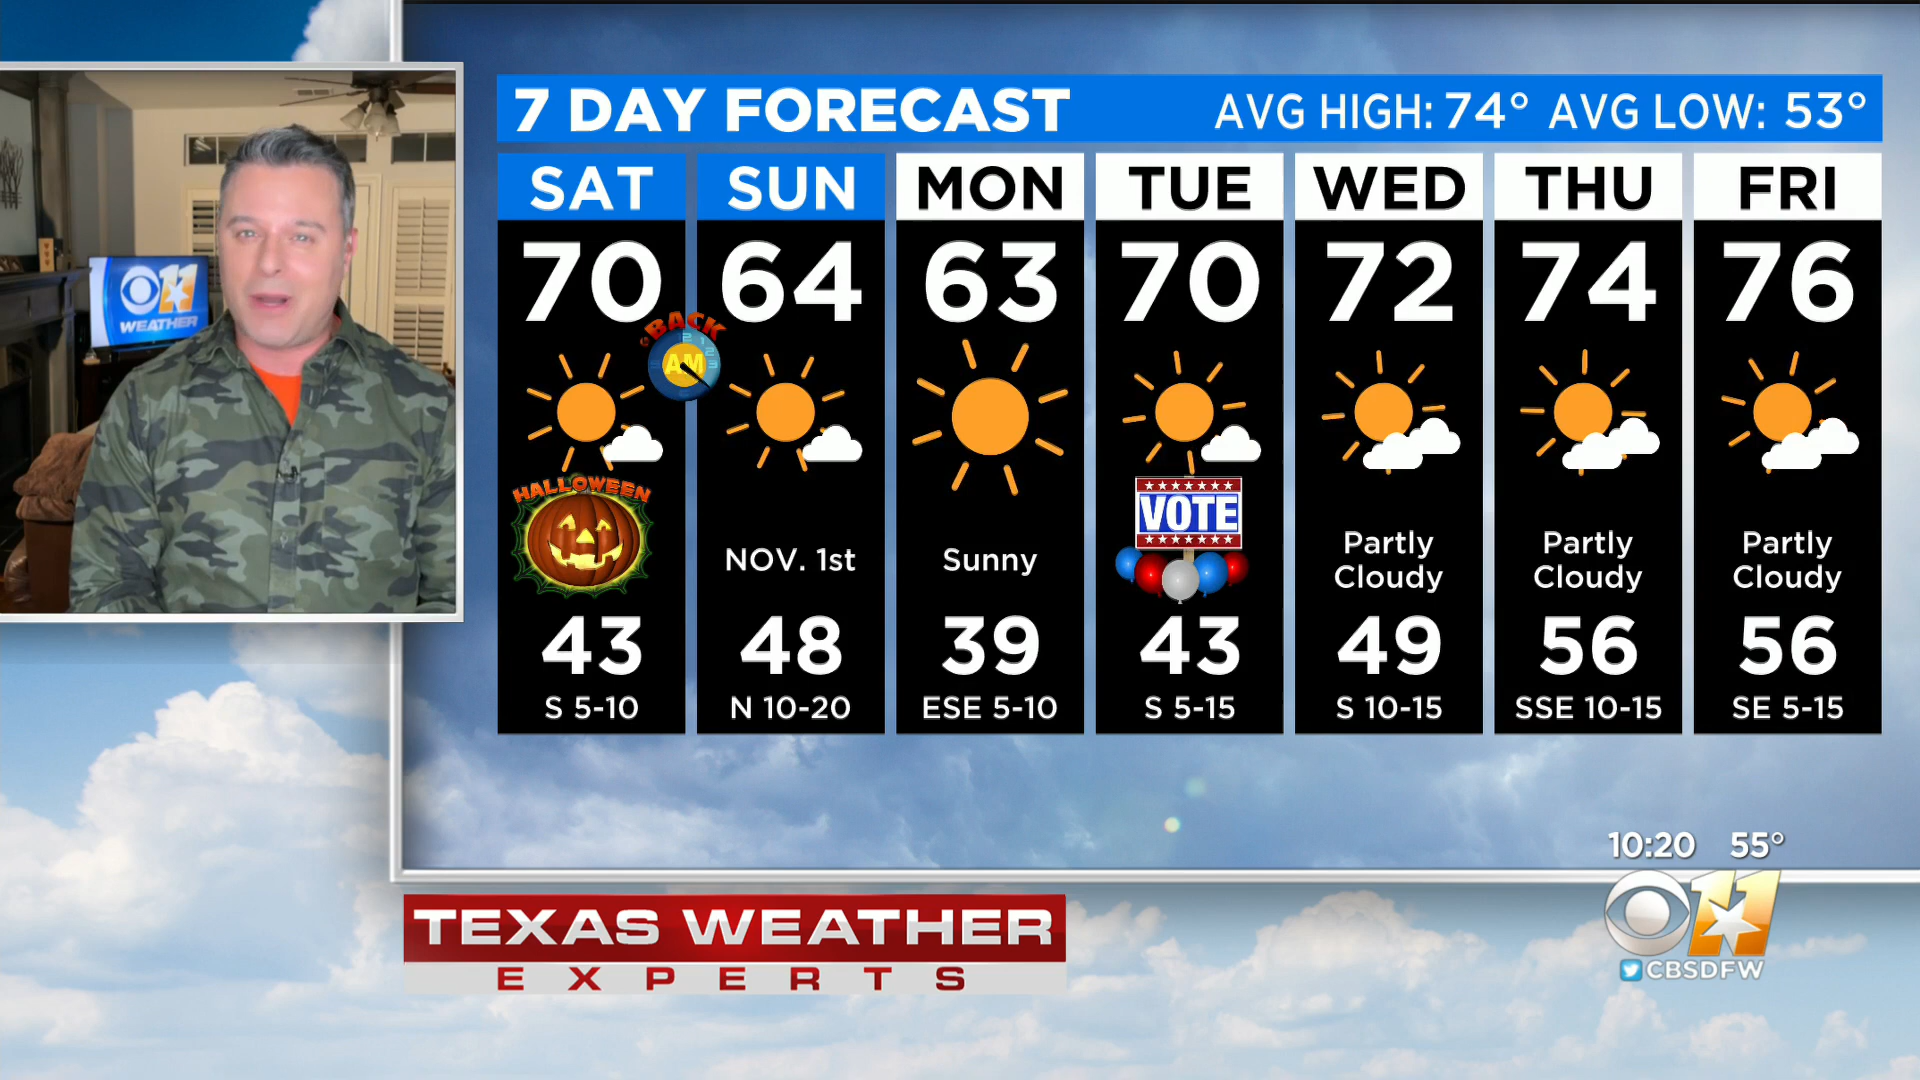 7 DAY FORECAST AVG HIGH: 74° AVG LOW: 53°
SAT SUN MON TUE WED THU FRI
70 64 63 70 72 74 76
BACK
AM
HALLOWEEN
VOTE
NOV. 1st
Sunny
Partly Cloudy
Partly Cloudy
Partly Cloudy
43 48 39 43 49 56 56
S 5-10 N 10-20 ESE 5-10 S 5-15 S 10-15 SSE 10-15 SE 5-15
11
WEATHER
10:20 55°
11
CBSDFW
TEXAS WEATHER
EXPERTS